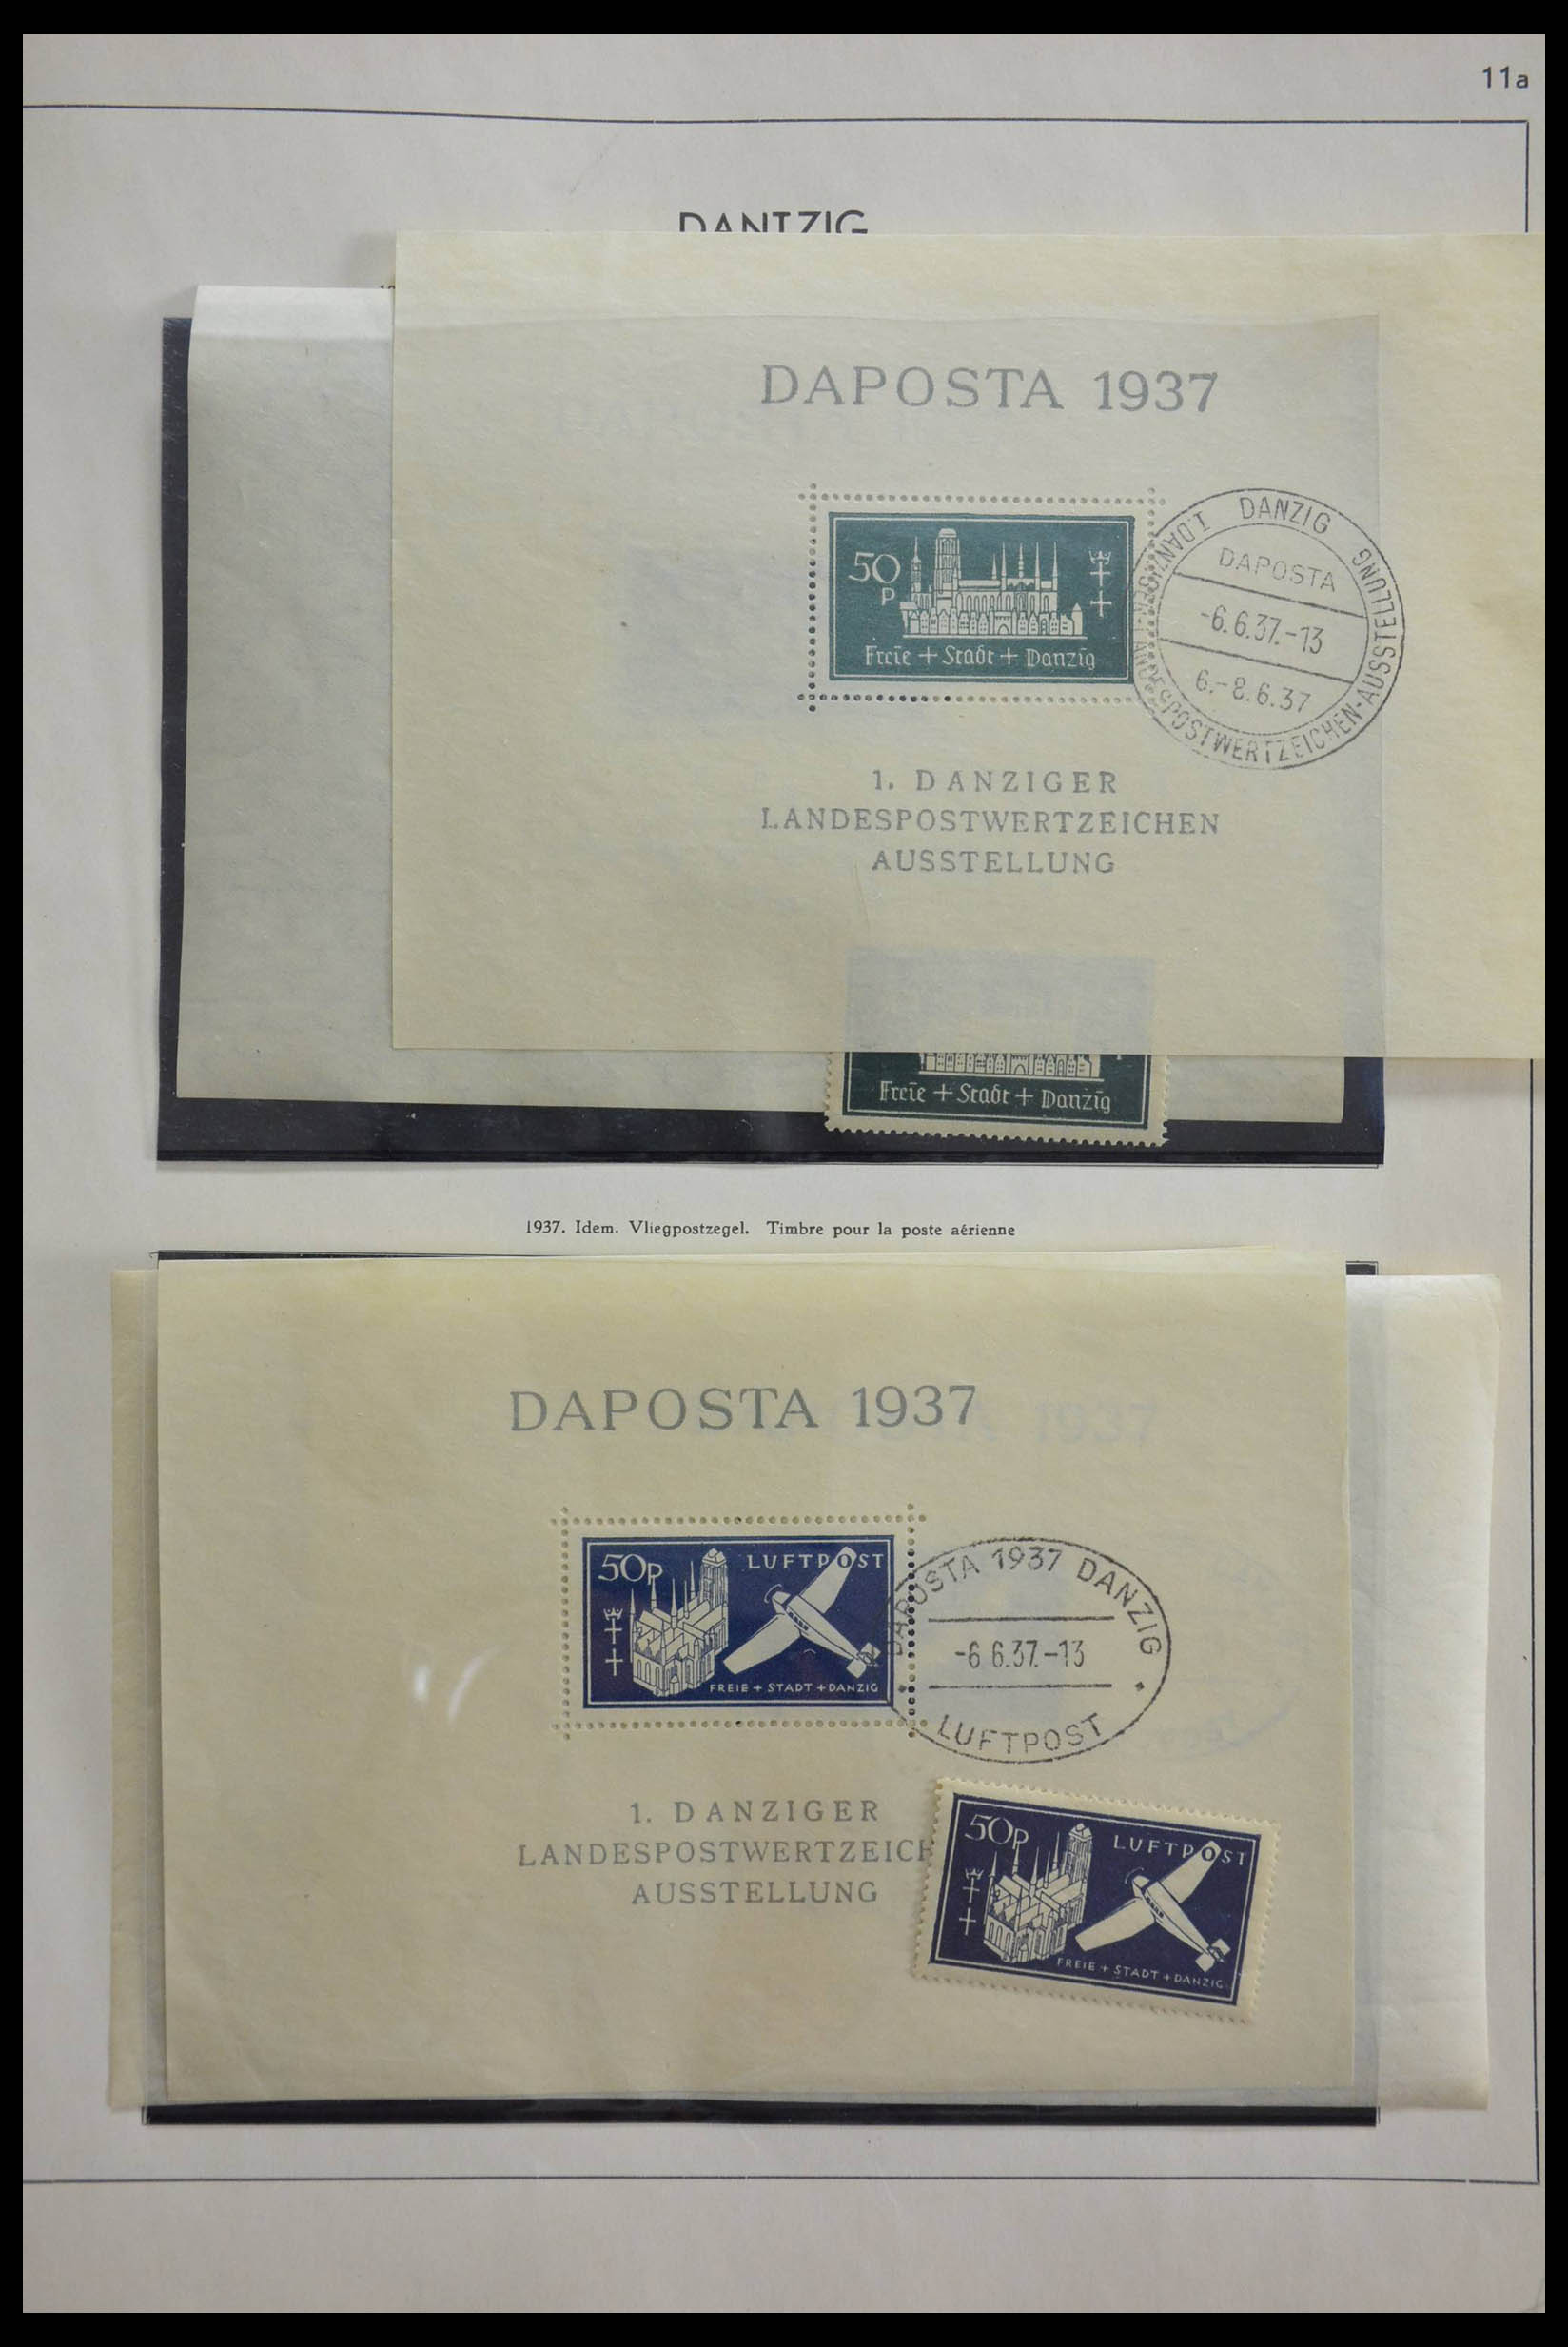 11a
DANTZIG
DAPOSTA 1937
50
P
Freie + Stadt + Danzig
DANZIG
1. DANZIGER LANDESPOSTWERTZEICHEN-AUSSTELLUNG
DAPOSTA
-6.6.37.-13
6.-8.6.37
1. DANZIGER
LANDESPOSTWERTZEICHEN
AUSSTELLUNG
Freie + Stadt + Danzig
1937. Idem. Vliegpostzegel. Timbre pour la poste aérienne
DAPOSTA 1937
50P LUFTPOST
FREIE + STADT + DANZIG
DAPOSTA 1937 DANZIG
-6 6.37.-13
LUFTPOST
1. DANZIGER
LANDESPOSTWERTZEICH
AUSSTELLUNG
50P LUFTPOST
FREIE + STADT + DANZIG